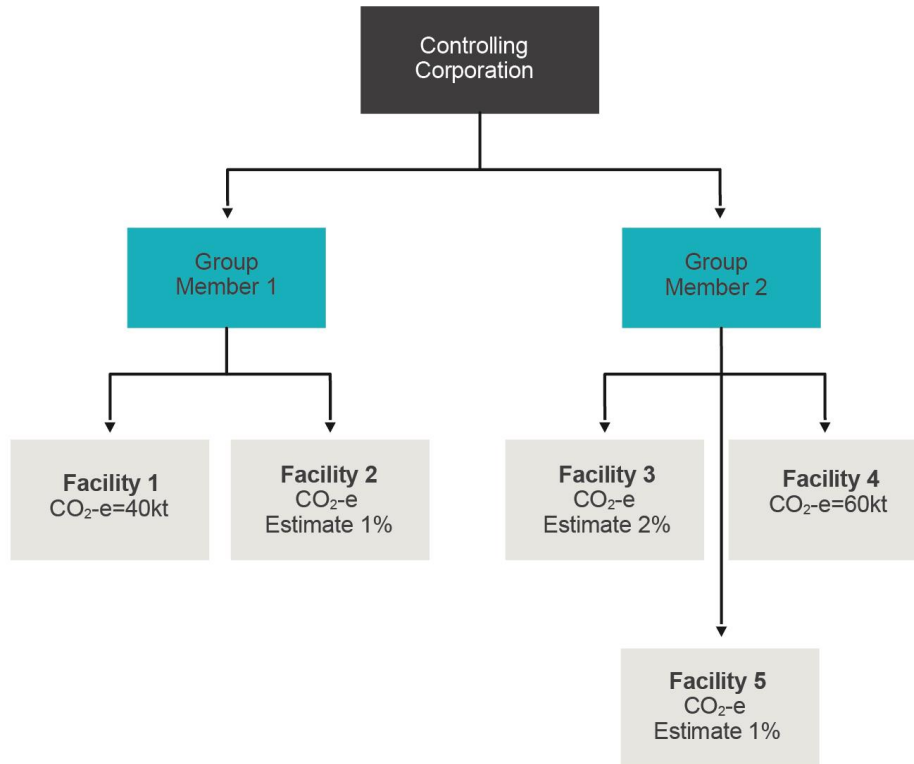 Controlling
Corporation
Group
Member 1
Group
Member 2
Facility 1
CO₂-e=40kt
Facility 2
CO₂-e
Estimate 1%
Facility 3
CO₂-e
Estimate 2%
Facility 4
CO₂-e=60kt
Facility 5
CO₂-e
Estimate 1%